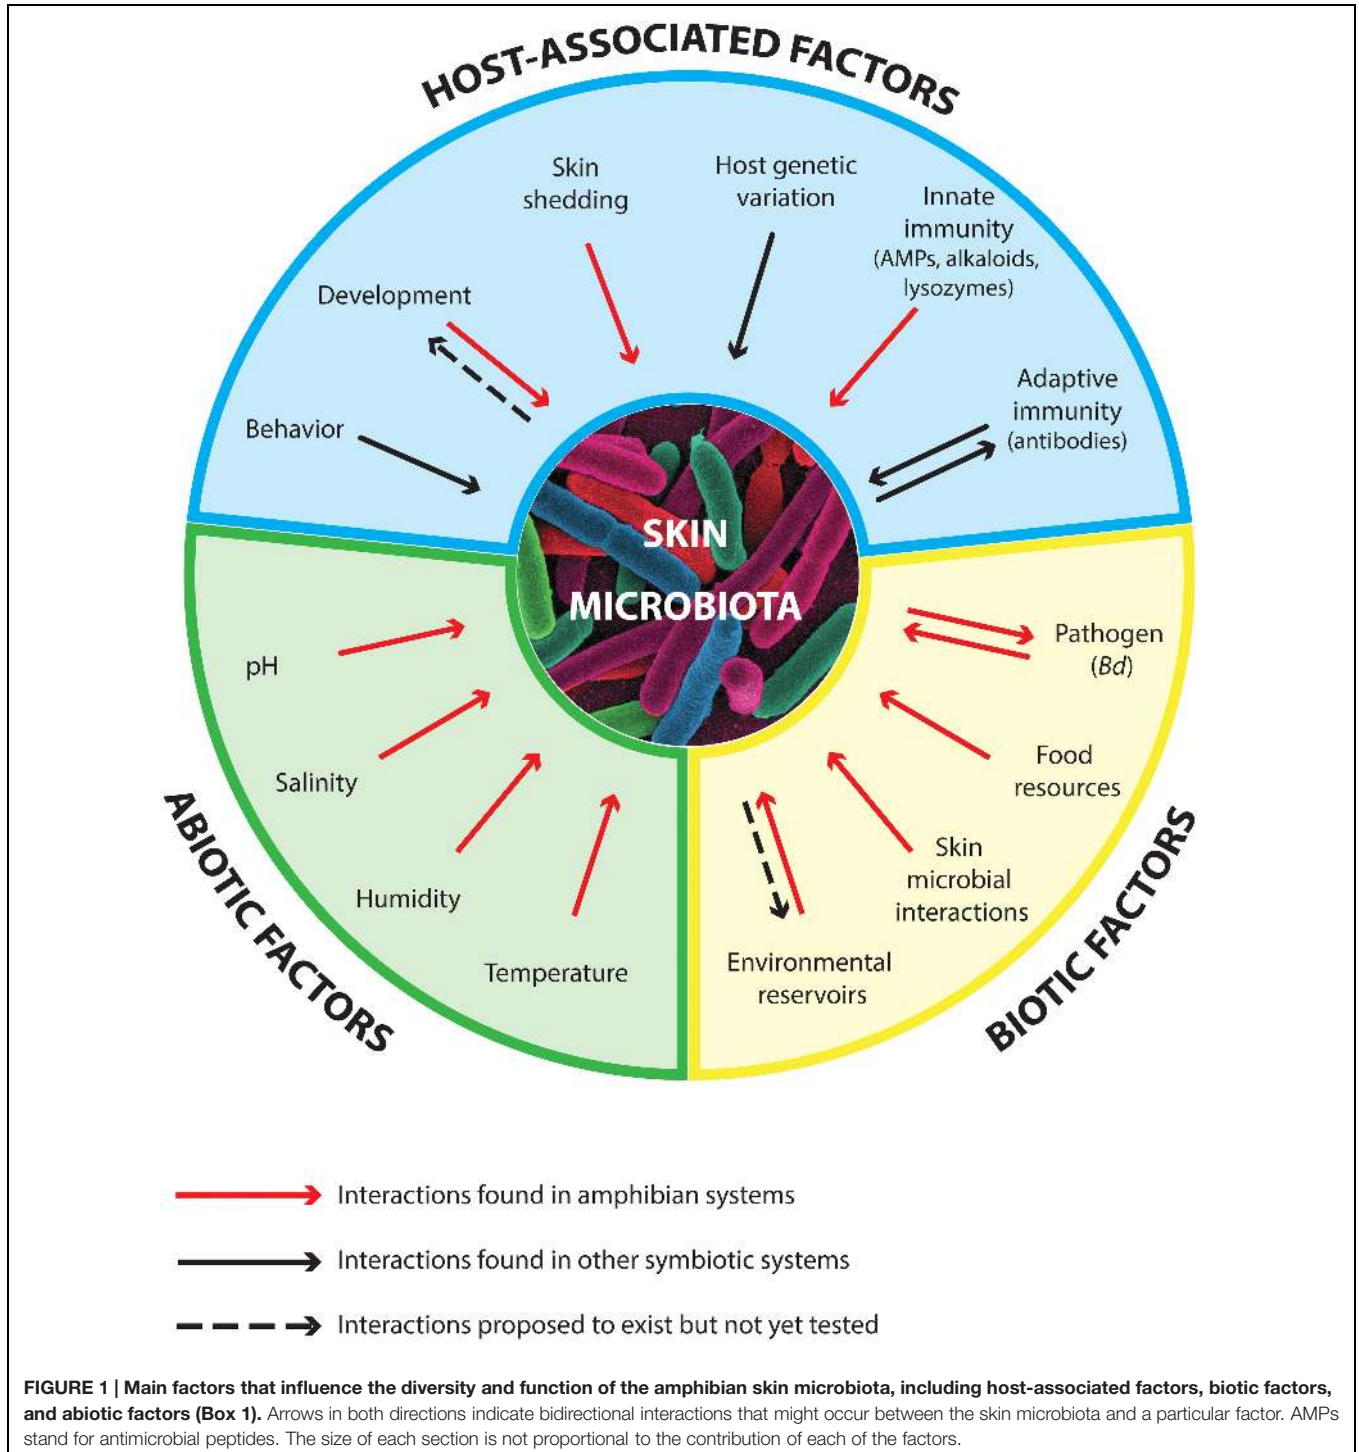 HOST-ASSOCIATED FACTORS
Skin
shedding
Host genetic
variation
Innate
immunity
(AMPs, alkaloids,
lysozymes)
Development
Adaptive
immunity
(antibodies)
Behavior
SKIN
MICROBIOTA
pH
Salinity
Humidity
Temperature
ABIOTIC FACTORS
Pathogen
(Bd)
Food
resources
Skin
microbial
interactions
Environmental
reservoirs
BIOTIC FACTORS
Interactions found in amphibian systems
Interactions found in other symbiotic systems
Interactions proposed to exist but not yet tested
FIGURE 1 | Main factors that influence the diversity and function of the amphibian skin microbiota, including host-associated factors, biotic factors,
and abiotic factors (Box 1). Arrows in both directions indicate bidirectional interactions that might occur between the skin microbiota and a particular factor. AMPs
stand for antimicrobial peptides. The size of each section is not proportional to the contribution of each of the factors.